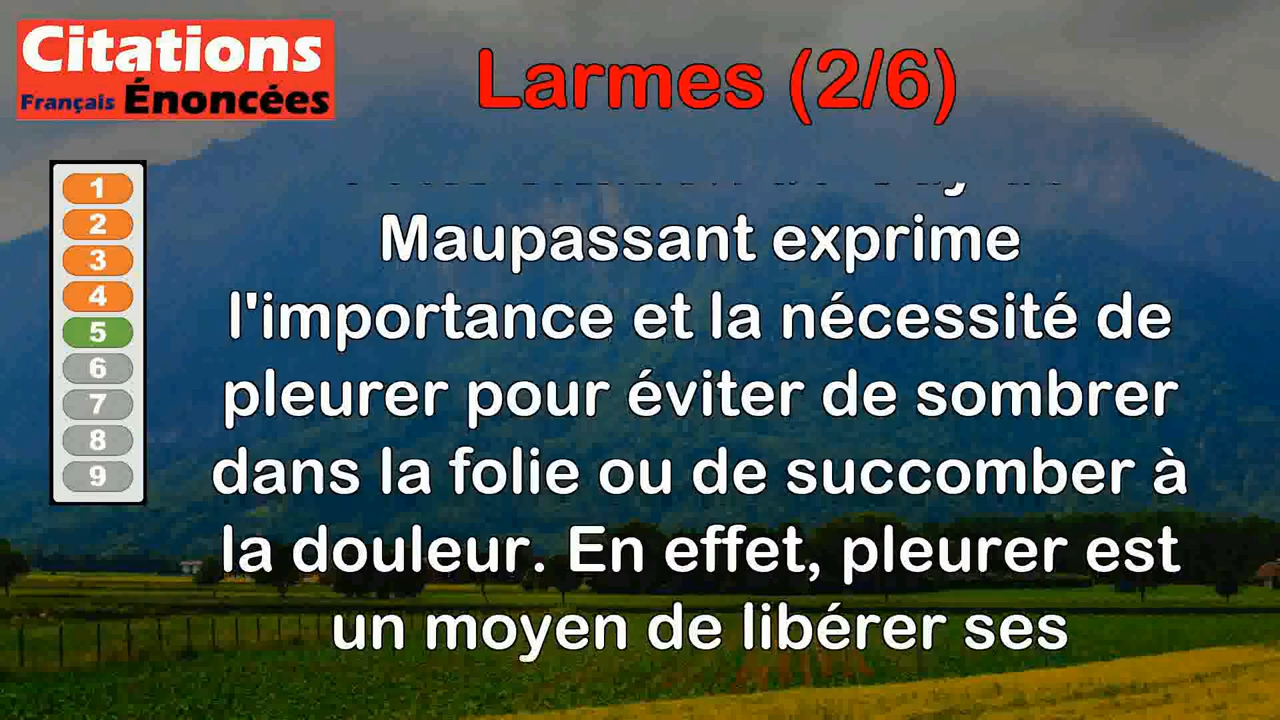 Citations
Français Énoncées
Larmes (2/6)
1
2
3
4
5
6
7
8
9
Maupassant exprime
l'importance et la nécessité de
pleurer pour éviter de sombrer
dans la folie ou de succomber à
la douleur. En effet, pleurer est
un moyen de libérer ses